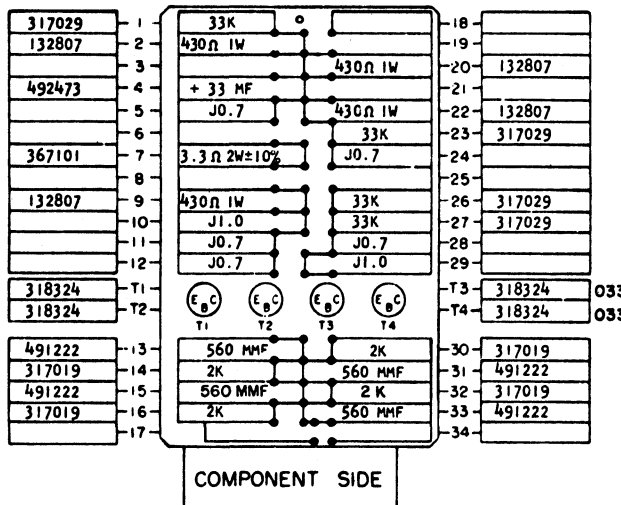 317029 1 33K 18
132807 2 430Ω 1W 19
3 430Ω 1W 20 132807
492473 4 + 33 MF 21
5 J0.7 430Ω 1W 22 132807
6 33K 23 317029
367101 7 3.3Ω 2W±10% J0.7 24
8 25
132807 9 430Ω 1W 33K 26 317029
10 J1.0 33K 27 317029
11 J0.7 J0.7 28
12 J0.7 J1.0 29
318324 T1 E B C E B C E B C E B C T3 318324 033
318324 T2 T1 T2 T3 T4 T4 318324 033
491222 13 560 MMF 2K 30 317019
317019 14 2K 560 MMF 31 491222
491222 15 560 MMF 2K 32 317019
317019 16 2K 560 MMF 33 491222
17 34
COMPONENT SIDE